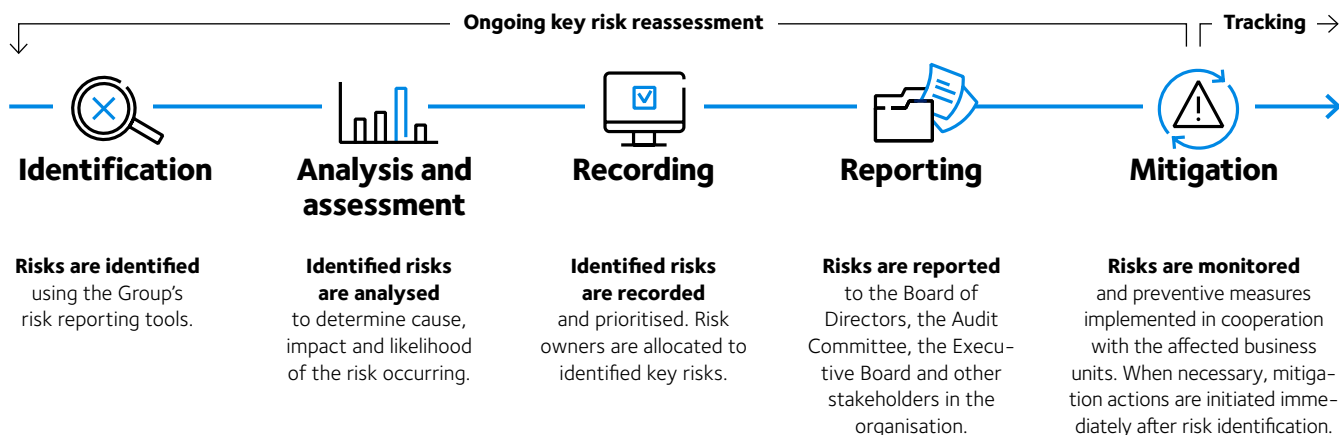 Ongoing key risk reassessment
Tracking
Identification
Analysis and
assessment
Recording
Reporting
Mitigation
Risks are identified
using the Group's
risk reporting tools.
Identified risks
are analysed
to determine cause,
impact and likelihood
of the risk occurring.
Identified risks
are recorded
and prioritised. Risk
owners are allocated to
identified key risks.
Risks are reported
to the Board of
Directors, the Audit
Committee, the Execu-
tive Board and other
stakeholders in the
organisation.
Risks are monitored
and preventive measures
implemented in cooperation
with the affected business
units. When necessary, mitiga-
tion actions are initiated imme-
diately after risk identification.